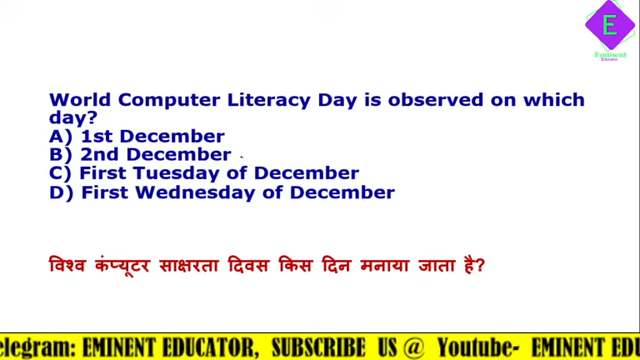 E
Eminent
Educator
World Computer Literacy Day is observed on which
day?
A) 1st December
B) 2nd December
C) First Tuesday of December
D) First Wednesday of December
विश्व कंप्यूटर साक्षरता दिवस किस दिन मनाया जाता है?
elegram: EMINENT EDUCATOR, SUBSCRIBE US @ Youtube- EMINENT EDU